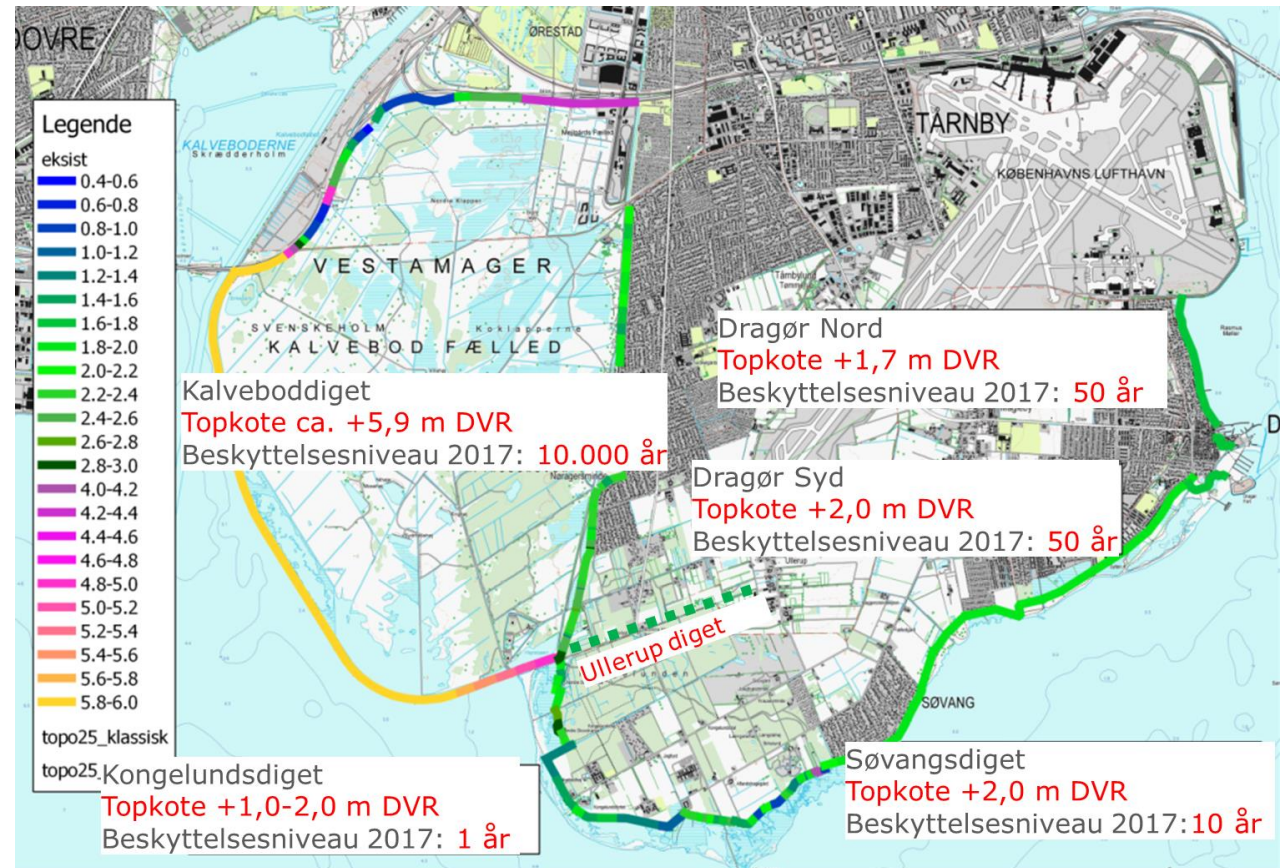 DOVRE
ØRESTAD
Legende
eksist
0.4-0.6
0.6-0.8
0.8-1.0
1.0-1.2
1.2-1.4
1.4-1.6
1.6-1.8
1.8-2.0
2.0-2.2
2.2-2.4
2.4-2.6
2.6-2.8
2.8-3.0
4.0-4.2
4.2-4.4
4.4-4.6
4.6-4.8
4.8-5.0
5.0-5.2
5.2-5.4
5.4-5.6
5.6-5.8
5.8-6.0
topo25_klassisk
topo25_
KALVEBODERNE
Skrædderholm
TÅRNBY
KØBENHAVNS LUFTHAVN
Nordre Klapper
VESTAMAGER
SVENSKEHOLM
Koklapperne
KALVEBOD FÆLLED
Tårnbylund
Dragør Nord
Topkote +1,7 m DVR
Beskyttelsesniveau 2017: 50 år
Kalveboddiget
Topkote ca. +5,9 m DVR
Beskyttelsesniveau 2017: 10.000 år
D
Dragør Syd
Topkote +2,0 m DVR
Beskyttelsesniveau 2017: 50 år
Ullerup
Ullerup diget
SØVANG
Kongelundsdiget
Topkote +1,0-2,0 m DVR
Beskyttelsesniveau 2017: 1 år
Søvangsdiget
Topkote +2,0 m DVR
Beskyttelsesniveau 2017:10 år